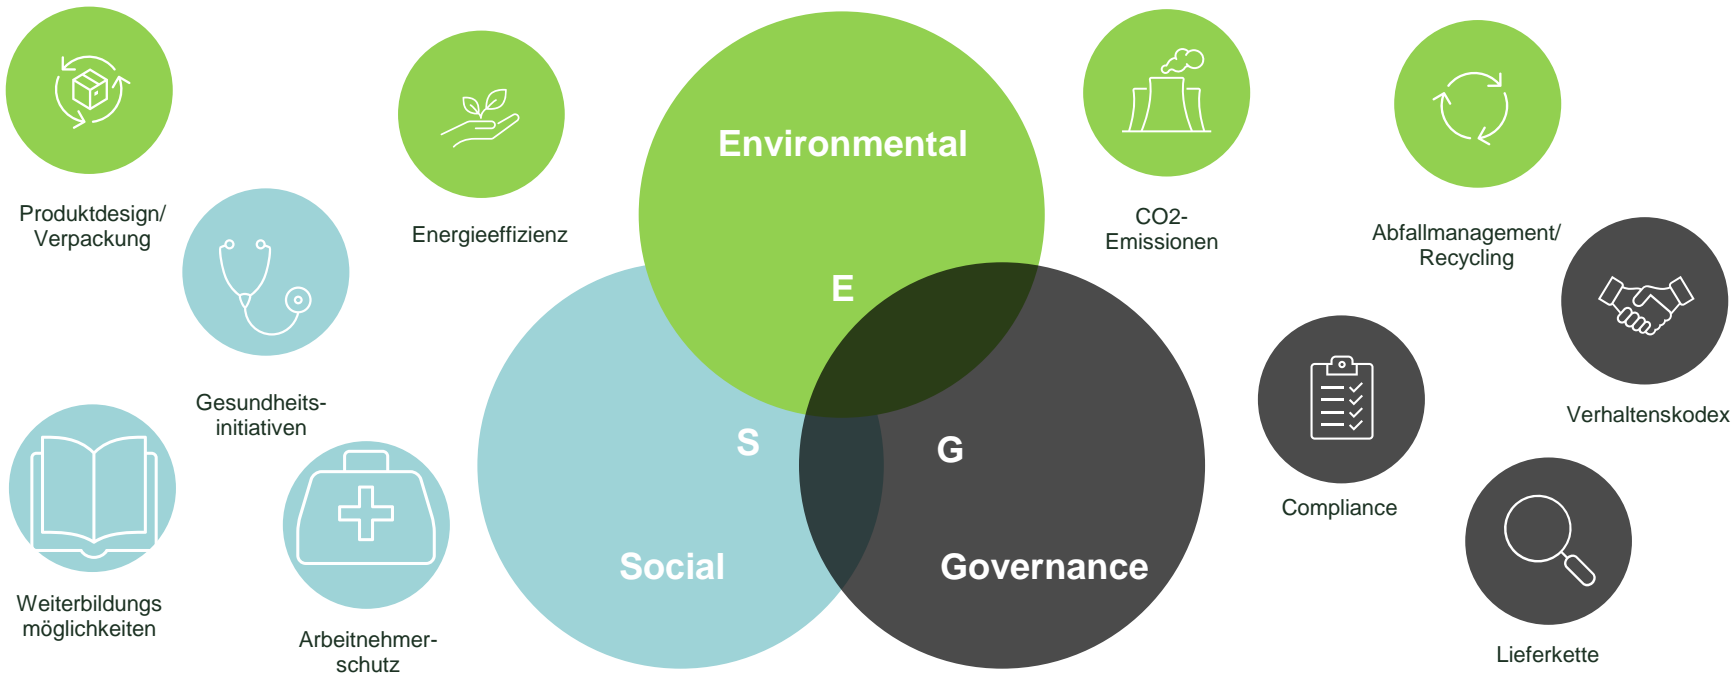 Produktdesign/
Verpackung
Energieeffizienz
Environmental
CO2-
Emissionen
Abfallmanagement/
Recycling
E
Gesundheits-
initiativen
S
G
Verhaltenskodex
Compliance
Social
Governance
Weiterbildungs
möglichkeiten
Arbeitnehmer-
schutz
Lieferkette